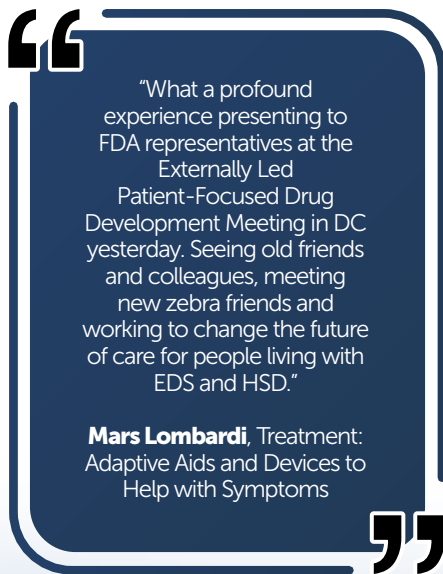 “What a profound
experience presenting to
FDA representatives at the
Externally Led
Patient-Focused Drug
Development Meeting in DC
yesterday. Seeing old friends
and colleagues, meeting
new zebra friends and
working to change the future
of care for people living with
EDS and HSD.”
Mars Lombardi, Treatment:
Adaptive Aids and Devices to
Help with Symptoms